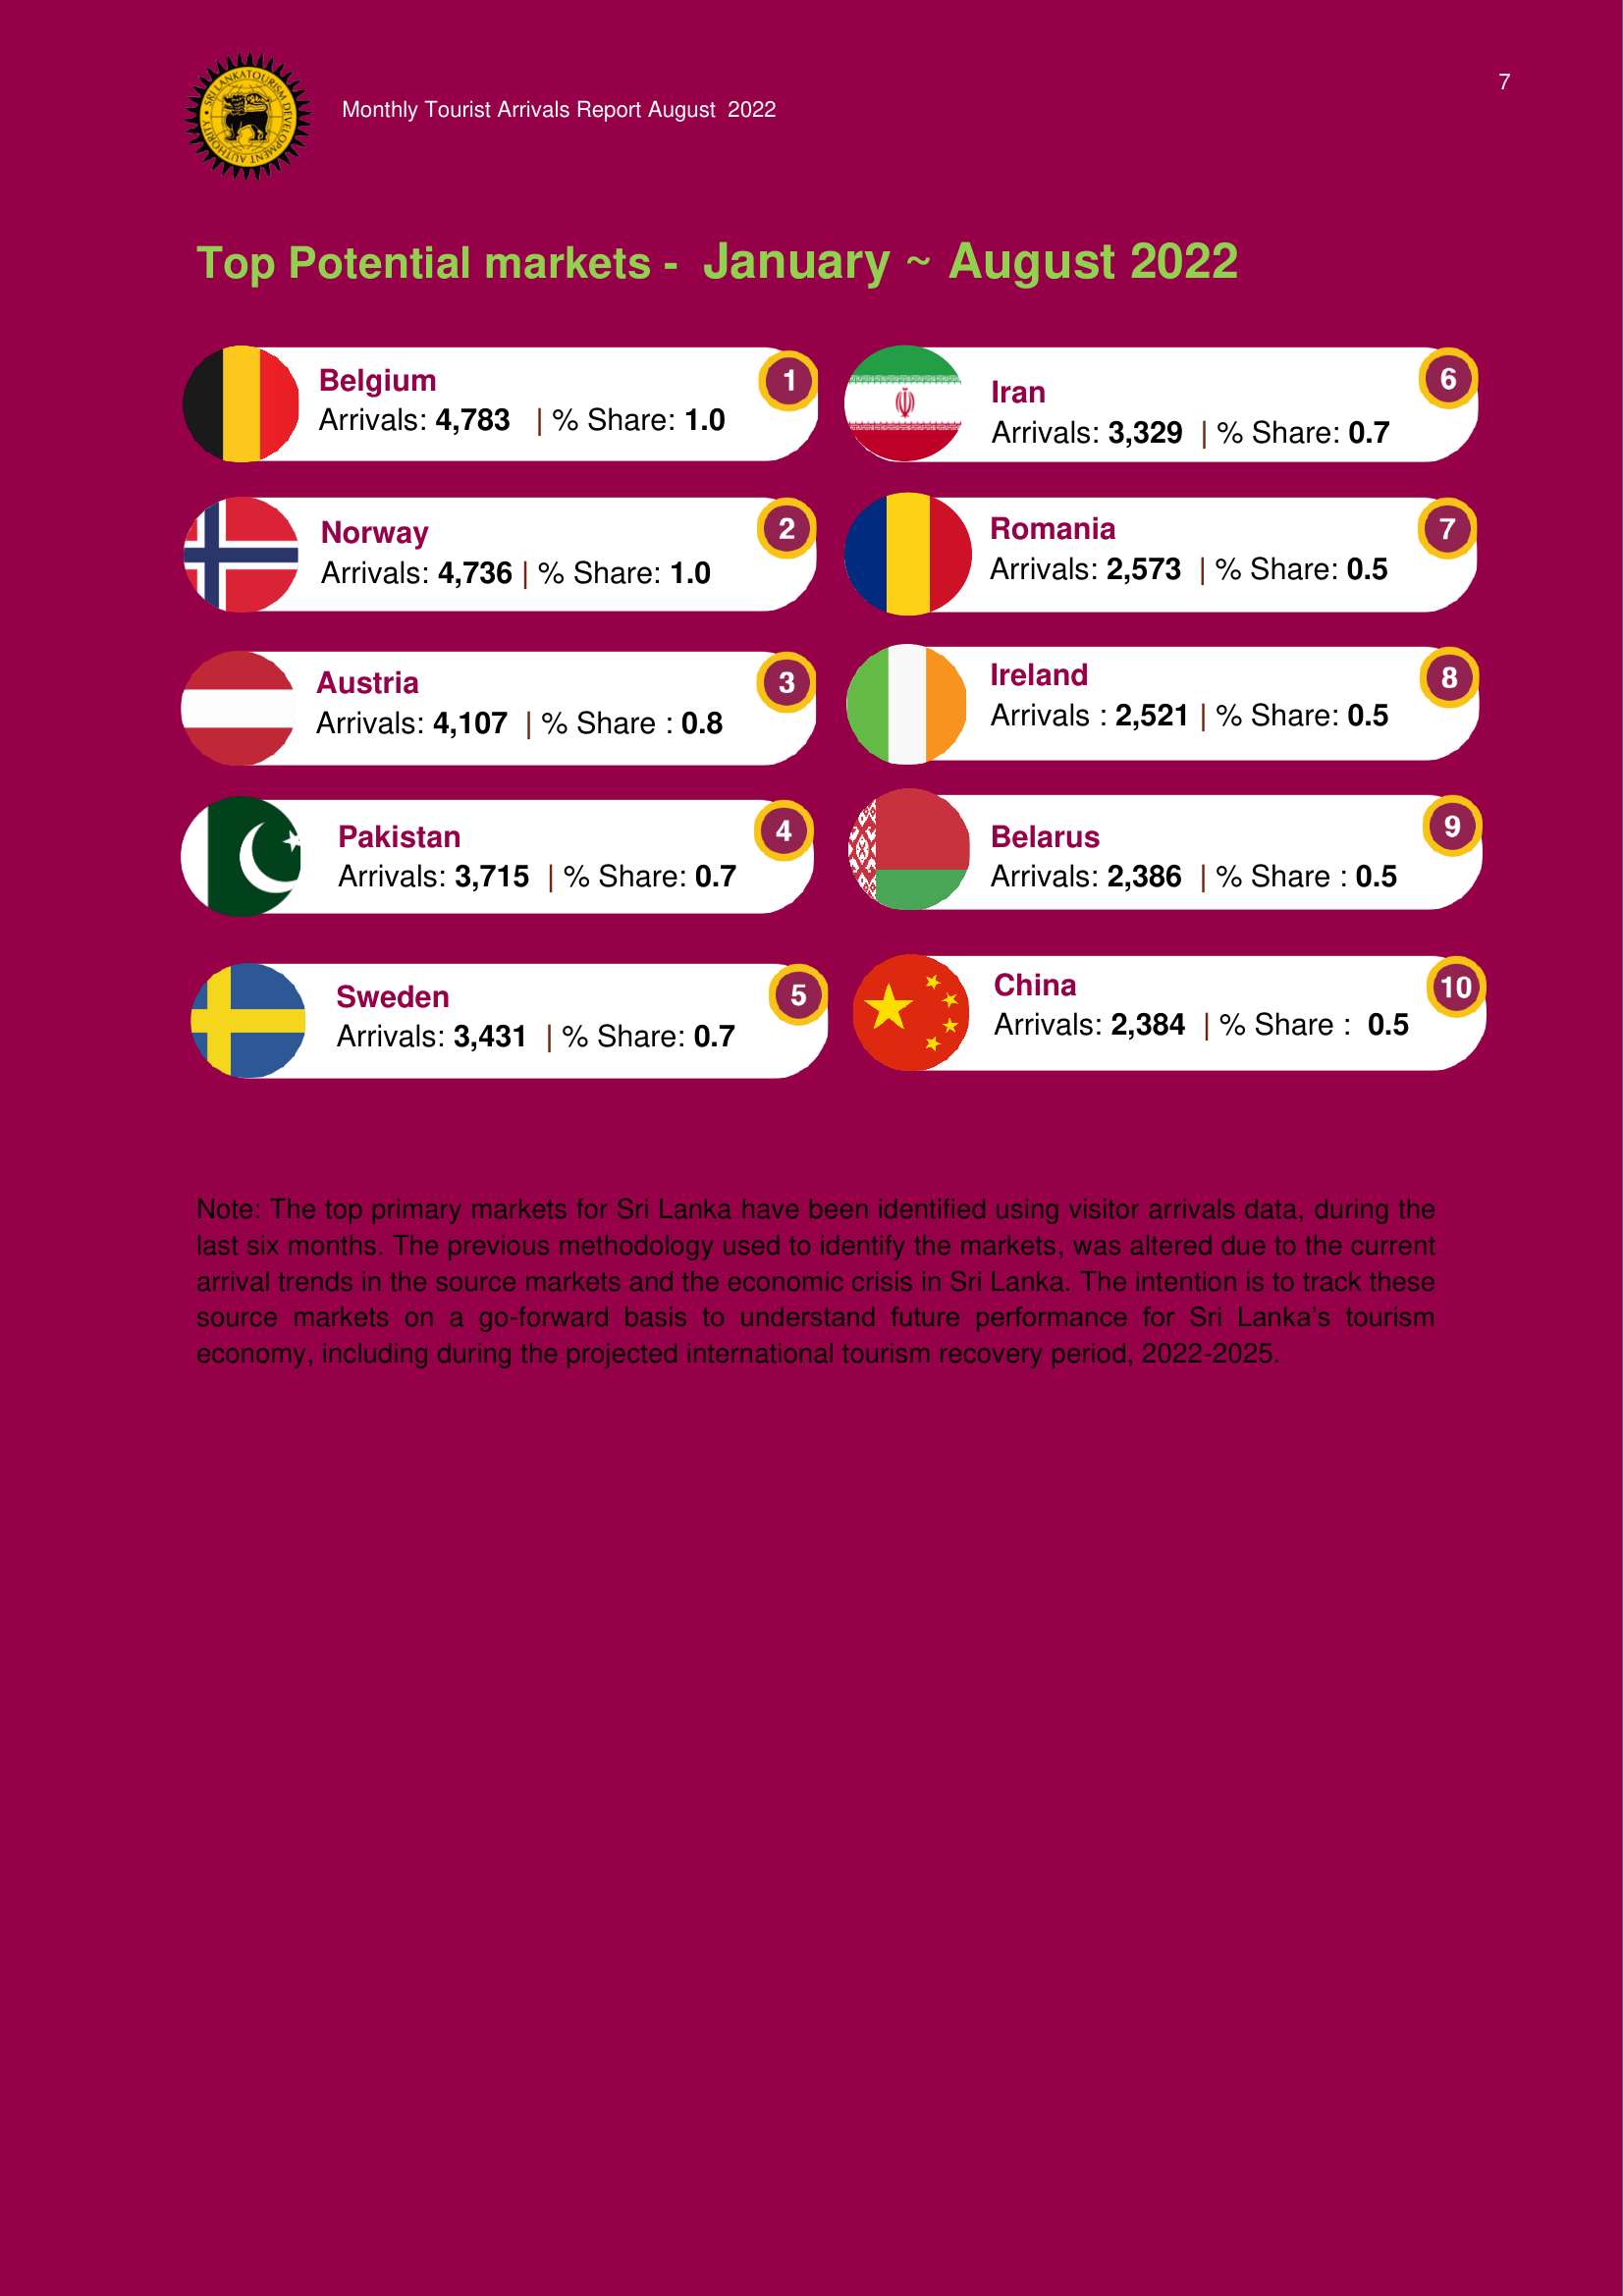 7
SRI LANKA TOURISM DEVELOPMENT AUTHORITY
Monthly Tourist Arrivals Report August 2022
Top Potential markets - January ~ August 2022
Belgium
Arrivals: 4,783 | % Share: 1.0
1
Norway
Arrivals: 4,736 | % Share: 1.0
2
Austria
Arrivals: 4,107 | % Share : 0.8
3
Pakistan
Arrivals: 3,715 | % Share: 0.7
4
Sweden
Arrivals: 3,431 | % Share: 0.7
5
Iran
Arrivals: 3,329 | % Share: 0.7
6
Romania
Arrivals: 2,573 | % Share: 0.5
7
Ireland
Arrivals : 2,521 | % Share: 0.5
8
Belarus
Arrivals: 2,386 | % Share : 0.5
9
China
Arrivals: 2,384 | % Share : 0.5
10
Note: The top primary markets for Sri Lanka have been identified using visitor arrivals data, during the
last six months. The previous methodology used to identify the markets, was altered due to the current
arrival trends in the source markets and the economic crisis in Sri Lanka. The intention is to track these
source markets on a go-forward basis to understand future performance for Sri Lanka's tourism
economy, including during the projected international tourism recovery period, 2022-2025.